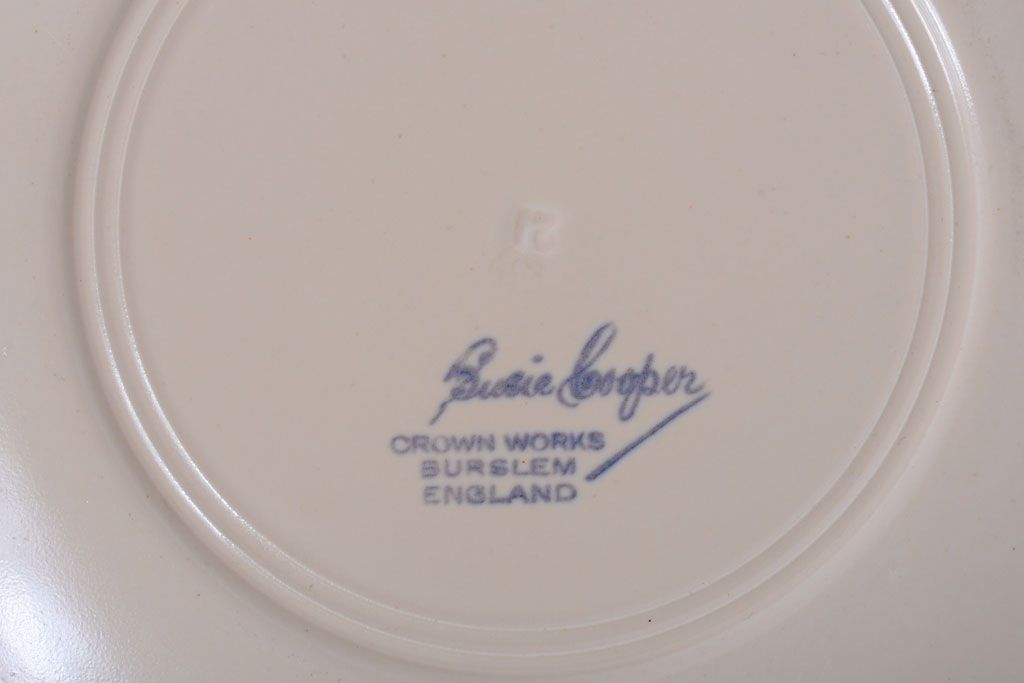 Susie Cooper
CROWN WORKS
BURSLEM
ENGLAND